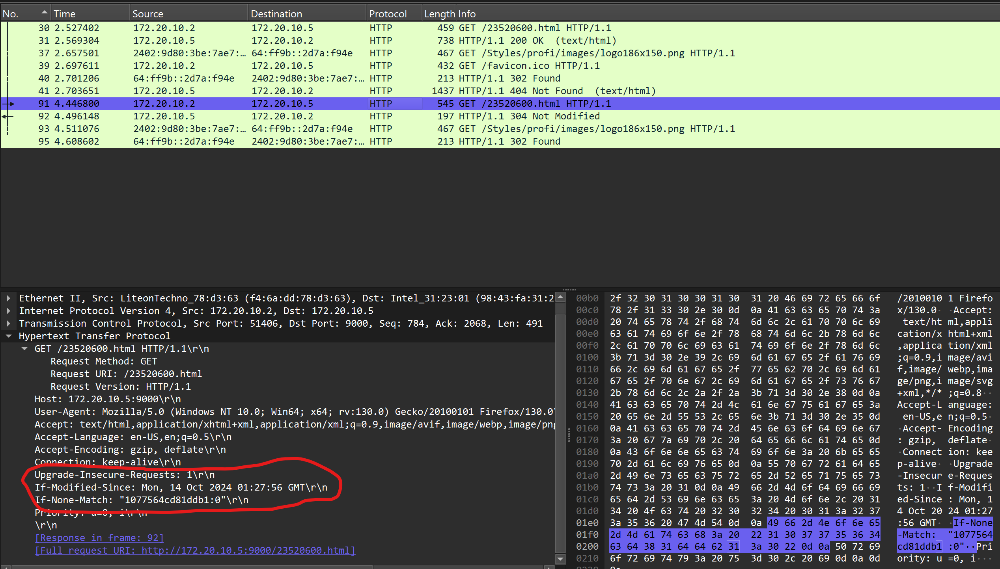 No. Time Source Destination Protocol Length Info
30 2.527402 172.20.10.2 172.20.10.5 HTTP 459 GET /23520600.html HTTP/1.1
31 2.569304 172.20.10.5 172.20.10.2 HTTP 738 HTTP/1.1 200 OK (text/html)
37 2.657501 2402:9d80:3be:7ae7:… 64:ff9b::2d7a:f94e HTTP 467 GET /Styles/profi/images/logo186x150.png HTTP/1.1
39 2.697611 172.20.10.2 172.20.10.5 HTTP 432 GET /favicon.ico HTTP/1.1
40 2.701206 64:ff9b::2d7a:f94e 2402:9d80:3be:7ae7:… HTTP 213 HTTP/1.1 302 Found
41 2.703651 172.20.10.5 172.20.10.2 HTTP 1437 HTTP/1.1 404 Not Found (text/html)
91 4.446800 172.20.10.2 172.20.10.5 HTTP 545 GET /23520600.html HTTP/1.1
92 4.496148 172.20.10.5 172.20.10.2 HTTP 197 HTTP/1.1 304 Not Modified
93 4.511076 2402:9d80:3be:7ae7:… 64:ff9b::2d7a:f94e HTTP 467 GET /Styles/profi/images/logo186x150.png HTTP/1.1
95 4.608602 64:ff9b::2d7a:f94e 2402:9d80:3be:7ae7:… HTTP 213 HTTP/1.1 302 Found
Ethernet II, Src: LiteonTechno_78:d3:63 (f4:6a:dd:78:d3:63), Dst: Intel_31:23:01 (98:43:fa:31:2
Internet Protocol Version 4, Src: 172.20.10.2, Dst: 172.20.10.5
Transmission Control Protocol, Src Port: 51406, Dst Port: 9000, Seq: 784, Ack: 2068, Len: 491
Hypertext Transfer Protocol
GET /23520600.html HTTP/1.1\r\n
Request Method: GET
Request URI: /23520600.html
Request Version: HTTP/1.1
Host: 172.20.10.5:9000\r\n
User-Agent: Mozilla/5.0 (Windows NT 10.0; Win64; x64; rv:130.0) Gecko/20100101 Firefox/130.0\
Accept: text/html,application/xhtml+xml,application/xml;q=0.9,image/avif,image/webp,image/png
Accept-Language: en-US,en;q=0.5\r\n
Accept-Encoding: gzip, deflate\r\n
Connection: keep-alive\r\n
Upgrade-Insecure-Requests: 1\r\n
If-Modified-Since: Mon, 14 Oct 2024 01:27:56 GMT\r\n
If-None-Match: "1077564cd81ddb1:0"\r\n
Priority: u=0, i\r\n
\r\n
[Response in frame: 92]
[Full request URI: http://172.20.10.5:9000/23520600.html]
00b0 2f 32 30 31 30 30 31 30 31 20 46 69 72 65 66 6f /2010010 1 Firefo
00c0 78 2f 31 33 30 2e 30 0d 0a 41 63 63 65 70 74 3a x/130.0· ·Accept:
00d0 20 74 65 78 74 2f 68 74 6d 6c 2c 61 70 70 6c 69 text/ht ml,appli
00e0 63 61 74 69 6f 6e 2f 78 68 74 6d 6c 2b 78 6d 6c cation/x html+xml
00f0 2c 61 70 70 6c 69 63 61 74 69 6f 6e 2f 78 6d 6c ,applica tion/xml
0100 3b 71 3d 30 2e 39 2c 69 6d 61 67 65 2f 61 76 69 ;q=0.9,i mage/avi
0110 66 2c 69 6d 61 67 65 2f 77 65 62 70 2c 69 6d 61 f,image/ webp,ima
0120 67 65 2f 70 6e 67 2c 69 6d 61 67 65 2f 73 76 67 ge/png,i mage/svg
0130 2b 78 6d 6c 2c 2a 2f 2a 3b 71 3d 30 2e 38 0d 0a +xml,*/* ;q=0.8··
0140 41 63 63 65 70 74 2d 4c 61 6e 67 75 61 67 65 3a Accept-L anguage:
0150 20 65 6e 2d 55 53 2c 65 6e 3b 71 3d 30 2e 35 0d en-US,e n;q=0.5·
0160 0a 41 63 63 65 70 74 2d 45 6e 63 6f 64 69 6e 67 ·Accept- Encoding
0170 3a 20 67 7a 69 70 2c 20 64 65 66 6c 61 74 65 0d : gzip, deflate·
0180 0a 43 6f 6e 6e 65 63 74 69 6f 6e 3a 20 6b 65 65 ·Connect ion: kee
0190 70 2d 61 6c 69 76 65 0d 0a 55 70 67 72 61 64 65 p-alive· ·Upgrade
01a0 2d 49 6e 73 65 63 75 72 65 2d 52 65 71 75 65 73 -Insecur e-Reques
01b0 74 73 3a 20 31 0d 0a 49 66 2d 4d 6f 64 69 66 69 ts: 1··I f-Modifi
01c0 65 64 2d 53 69 6e 63 65 3a 20 4d 6f 6e 2c 20 31 ed-Since : Mon, 1
01d0 34 20 4f 63 74 20 32 30 32 34 20 30 31 3a 32 37 4 Oct 20 24 01:27
01e0 3a 35 36 20 47 4d 54 0d 0a 49 66 2d 4e 6f 6e 65 :56 GMT· ·If-None
01f0 2d 4d 61 74 63 68 3a 20 22 31 30 37 37 35 36 34 -Match: "1077564
0200 63 64 38 31 64 64 62 31 3a 30 22 0d 0a 50 72 69 cd81ddb1 :0"··Pri
0210 6f 72 69 74 79 3a 20 75 3d 30 2c 20 69 0d 0a 0d ority: u =0, i···